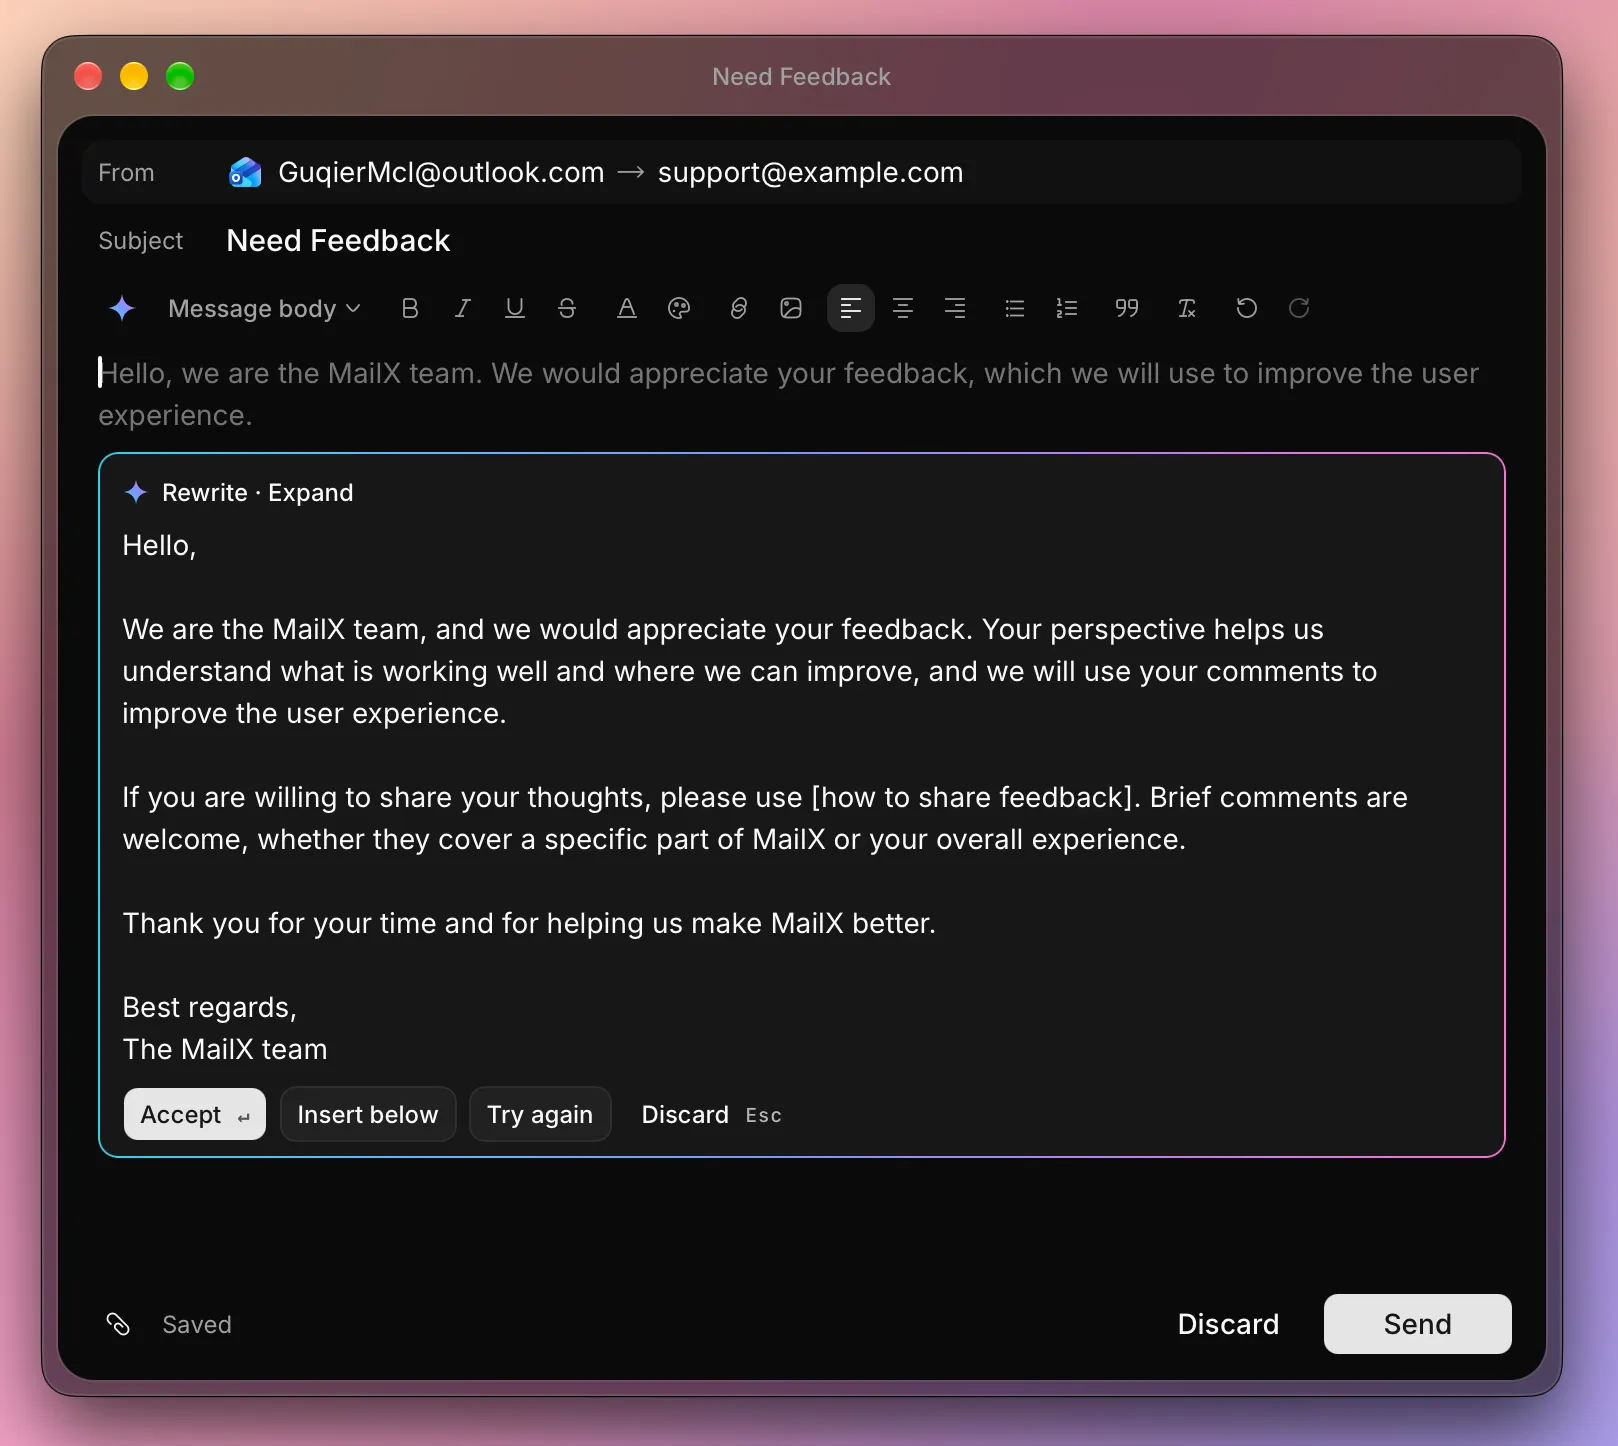 Need Feedback
From GuqierMcl@outlook.com → support@example.com
Subject Need Feedback
Message body
Hello, we are the MailX team. We would appreciate your feedback, which we will use to improve the user
experience.
Rewrite · Expand
Hello,
We are the MailX team, and we would appreciate your feedback. Your perspective helps us
understand what is working well and where we can improve, and we will use your comments to
improve the user experience.
If you are willing to share your thoughts, please use [how to share feedback]. Brief comments are
welcome, whether they cover a specific part of MailX or your overall experience.
Thank you for your time and for helping us make MailX better.
Best regards,
The MailX team
Accept ↵ Insert below Try again Discard Esc
Saved Discard Send